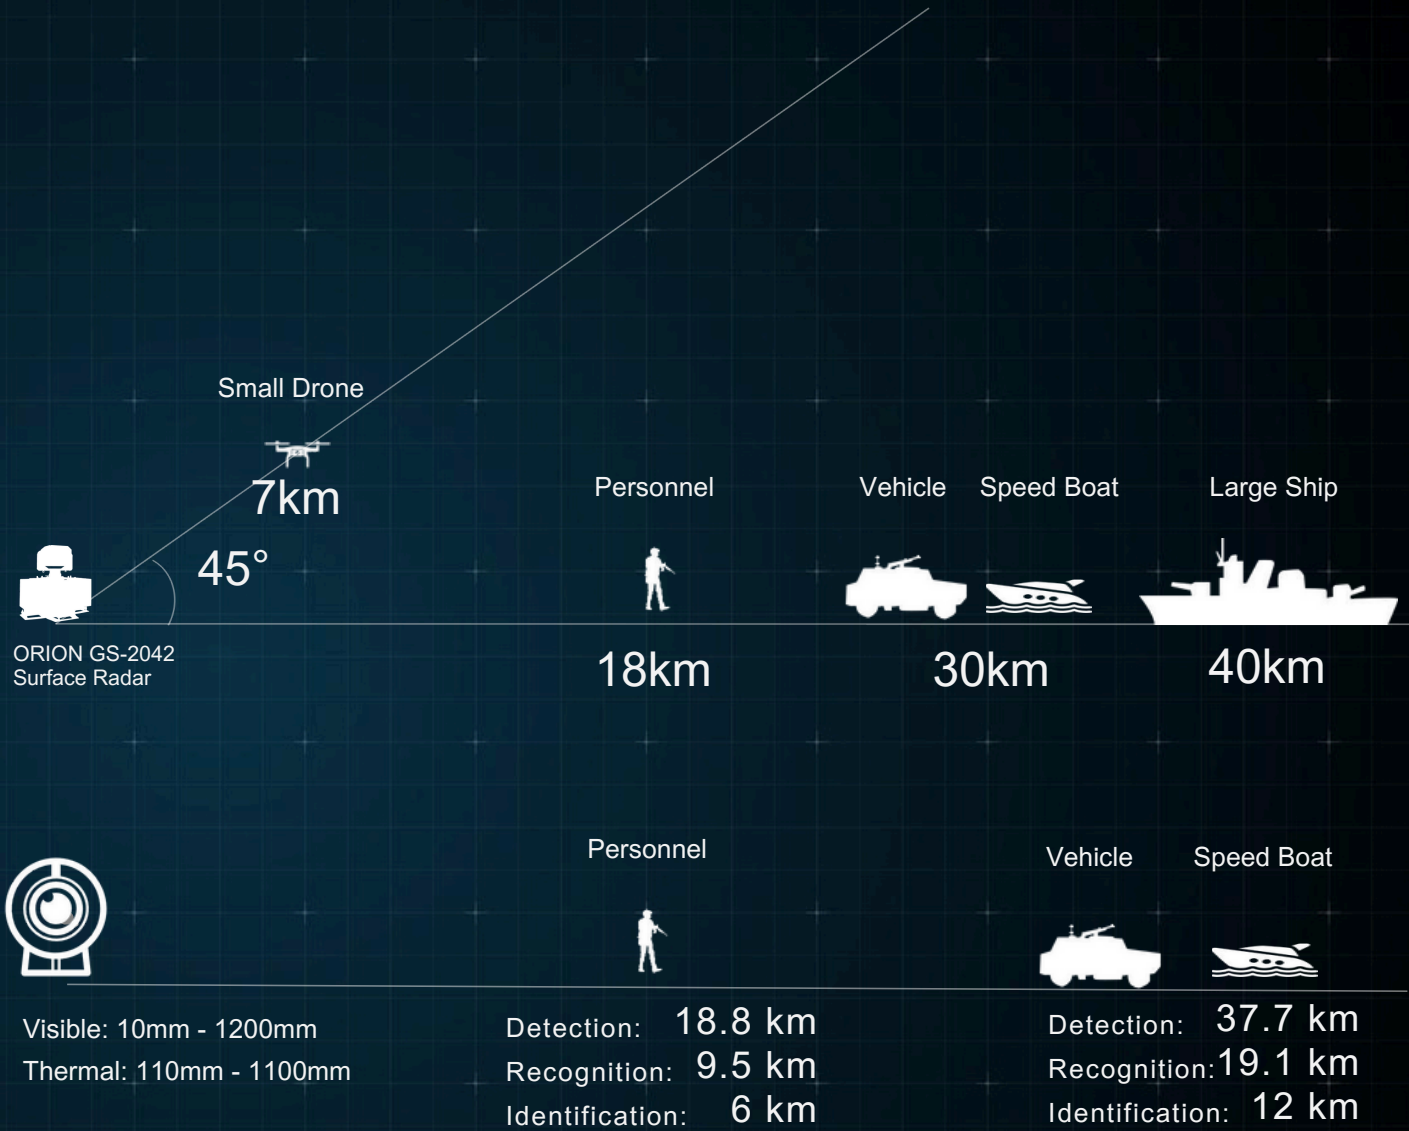 Small Drone
7km
45°
ORION GS-2042
Surface Radar
Personnel
18km
Vehicle
Speed Boat
30km
Large Ship
40km
Visible: 10mm - 1200mm
Thermal: 110mm - 1100mm
Personnel
Detection: 18.8 km
Recognition: 9.5 km
Identification: 6 km
Vehicle
Speed Boat
Detection: 37.7 km
Recognition: 19.1 km
Identification: 12 km